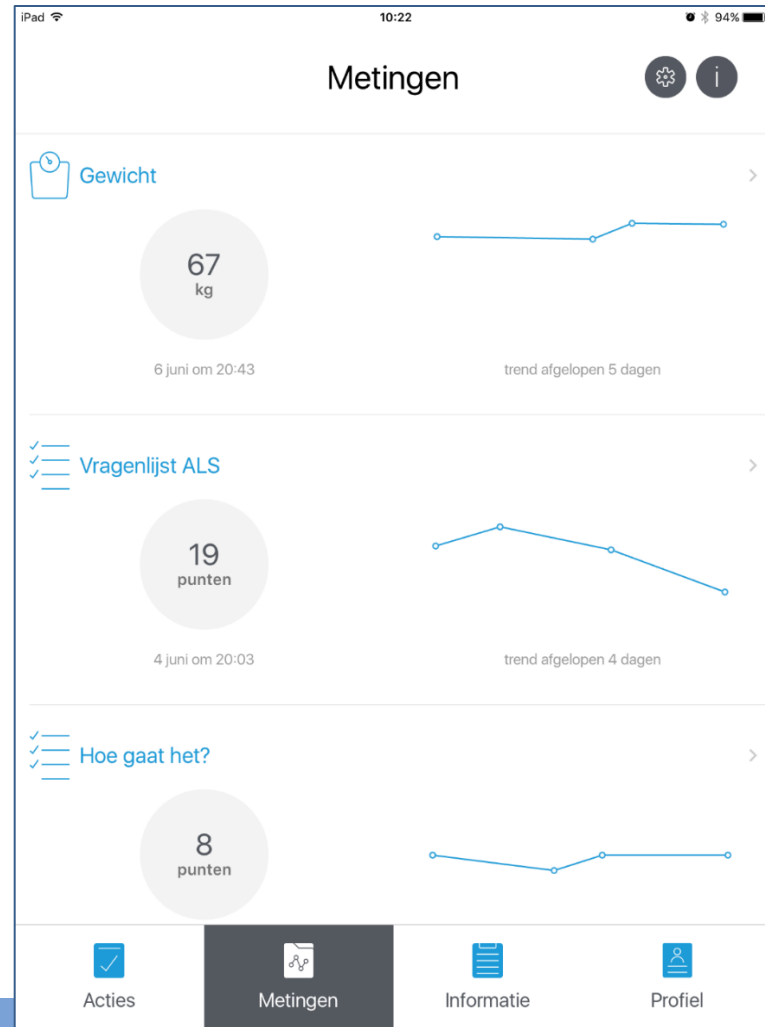 iPad 10:22 94%
Metingen i
Gewicht
67
kg
6 juni om 20:43 trend afgelopen 5 dagen
Vragenlijst ALS
19
punten
4 juni om 20:03 trend afgelopen 4 dagen
Hoe gaat het?
8
punten
Acties Metingen Informatie Profiel